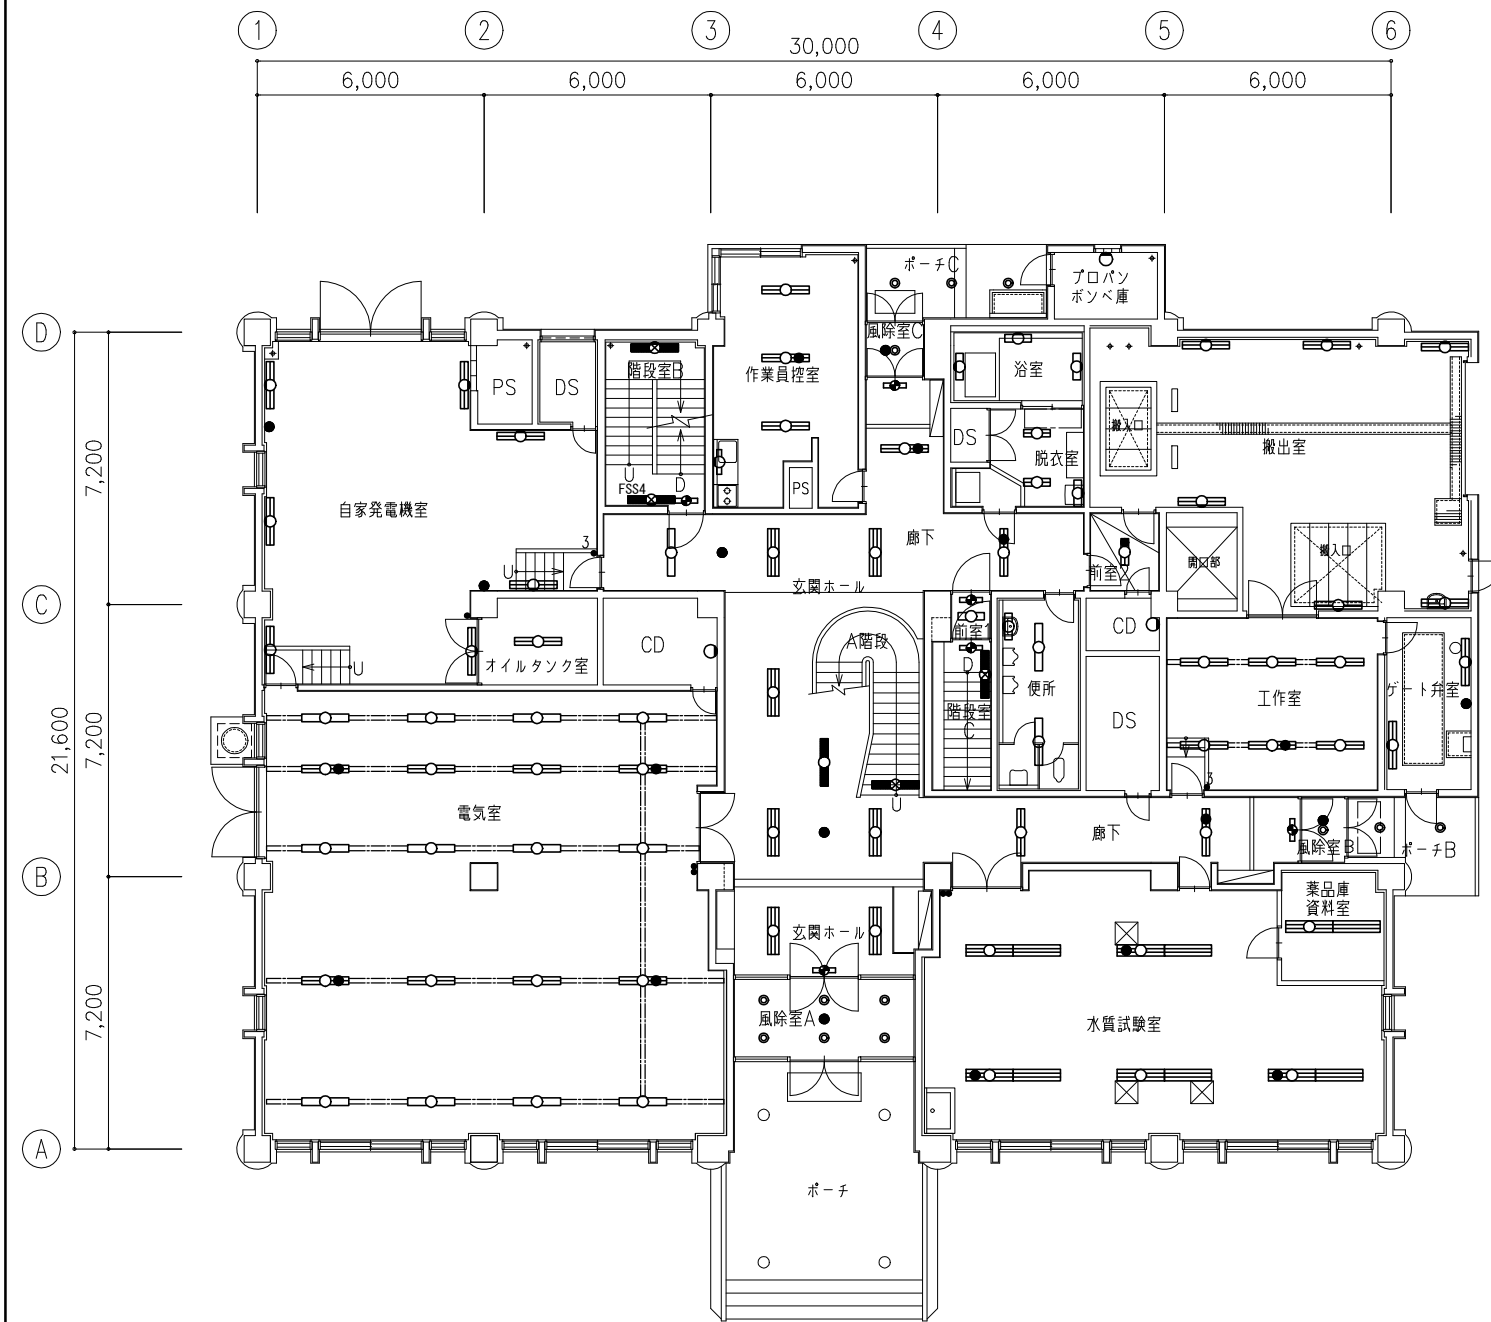 1 2 3 4 5 6
30,000
6,000 6,000 6,000 6,000 6,000
D
C
B
A
7,200
7,200
7,200
21,600
ポーチC
プロパン
ボンベ庫
風除室C
階段室B
作業員控室
浴室
PS
DS
搬入口
搬出室
DS
脱衣室
U
D
FSS4
PS
自家発電機室
廊下
3
U
開口部
搬入口
前室2
玄関ホール
CD
オイルタンク室
CD
A階段
前室1
U
D
便所
階段室
C
DS
工作室
ゲート弁室
電気室
U
3
廊下
風除室B
ポーチB
薬品庫
資料室
玄関ホール
風除室A
水質試験室
ポーチ